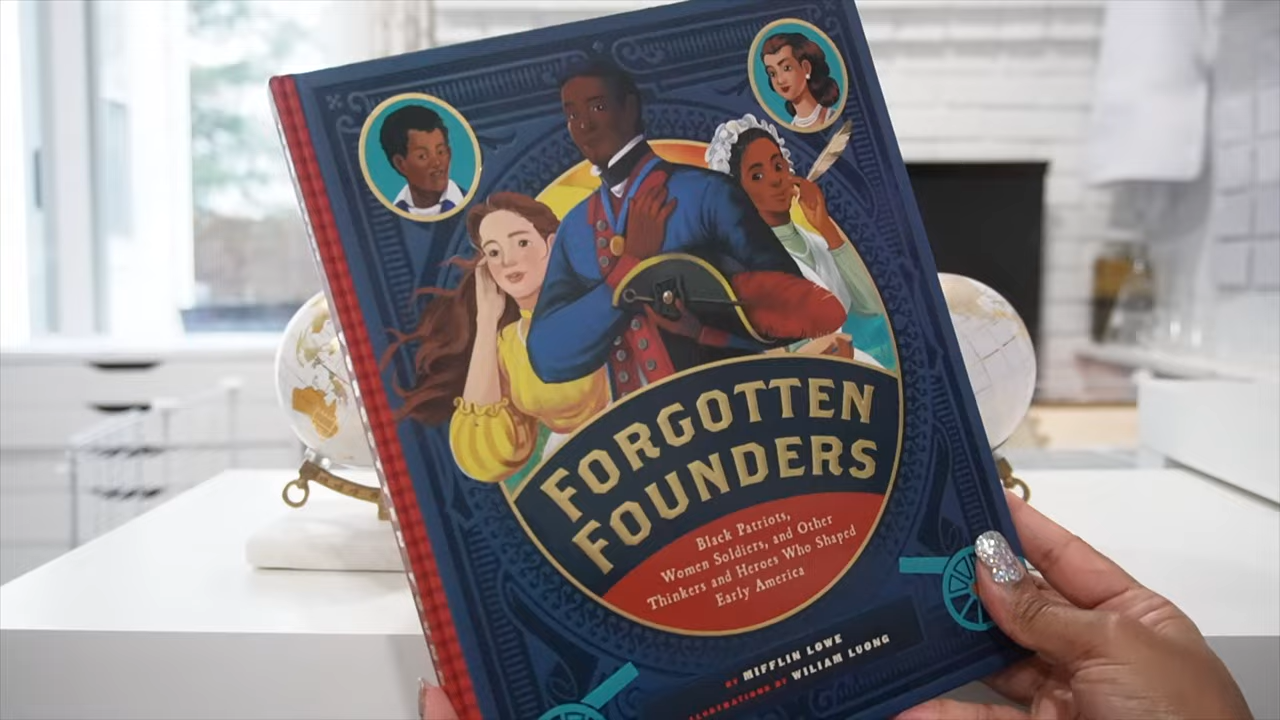 FORGOTTEN
FOUNDERS
Black Patriots,
Women Soldiers, and Other
Thinkers and Heroes Who Shaped
Early America
BY MIFFLIN LOWE
ILLUSTRATIONS BY WILIAM LUONG